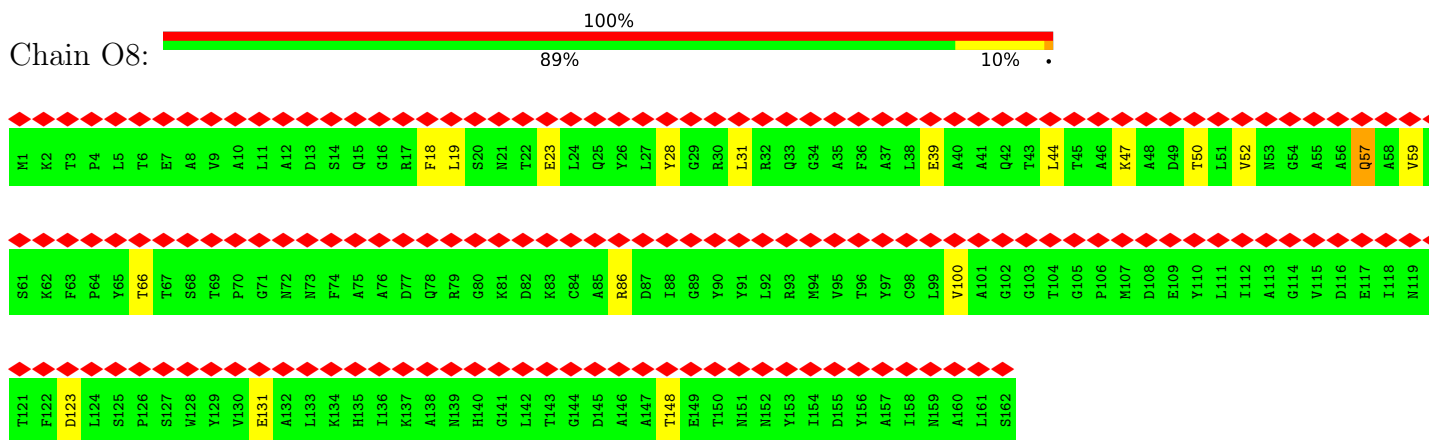 100%
Chain O8:
89% 10% •
M1 K2 T3 P4 L5 T6 E7 A8 V9 A10 L11 A12 D13 S14 Q15 G16 R17 F18 L19 S20 N21 T22 E23 L24 Q25 Y26 L27 Y28 G29 R30 L31 R32 Q33 G34 A35 F36 A37 L38 E39 A40 A41 Q42 T43 L44 T45 A46 K47 A48 D49 T50 L51 V52 N53 G54 A55 A56 Q57 A58 V59
S61 K62 F63 P64 Y65 T66 T67 S68 T69 P70 G71 N72 N73 F74 A75 A76 D77 Q78 R79 G80 K81 D82 K83 C84 A85 R86 D87 I88 G89 Y90 Y91 L92 R93 M94 V95 T96 Y97 C98 L99 V100 A101 G102 G103 T104 G105 P106 M107 D108 E109 Y110 L111 I112 A113 G114 V115 D116 E117 I118 N119
T121 F122 D123 L124 S125 P126 S127 W128 Y129 V130 E131 A132 L133 K134 H135 I136 K137 A138 N139 H140 G141 L142 T143 G144 D145 A146 A147 T148 E149 T150 N151 N152 Y153 I154 D155 Y156 A157 I158 N159 A160 L161 S162